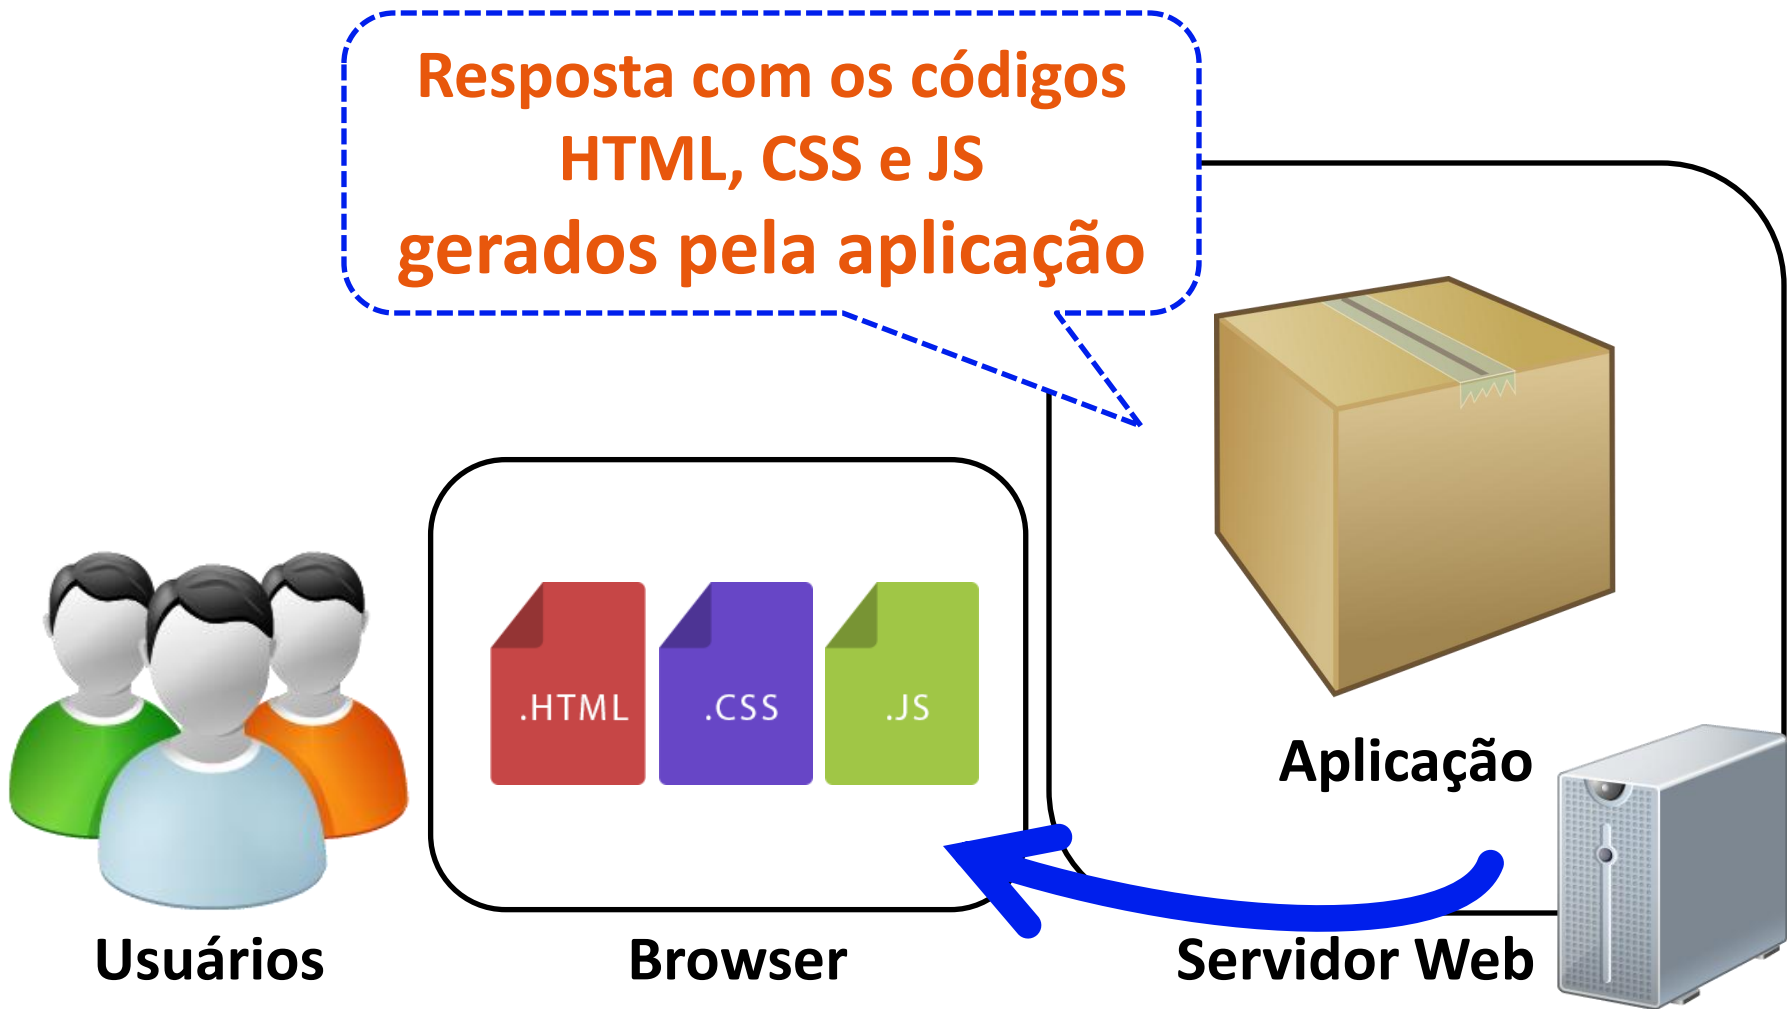 Resposta com os códigos
HTML, CSS e JS
gerados pela aplicação
.HTML
.CSS
.JS
Aplicação
Usuários
Browser
Servidor Web